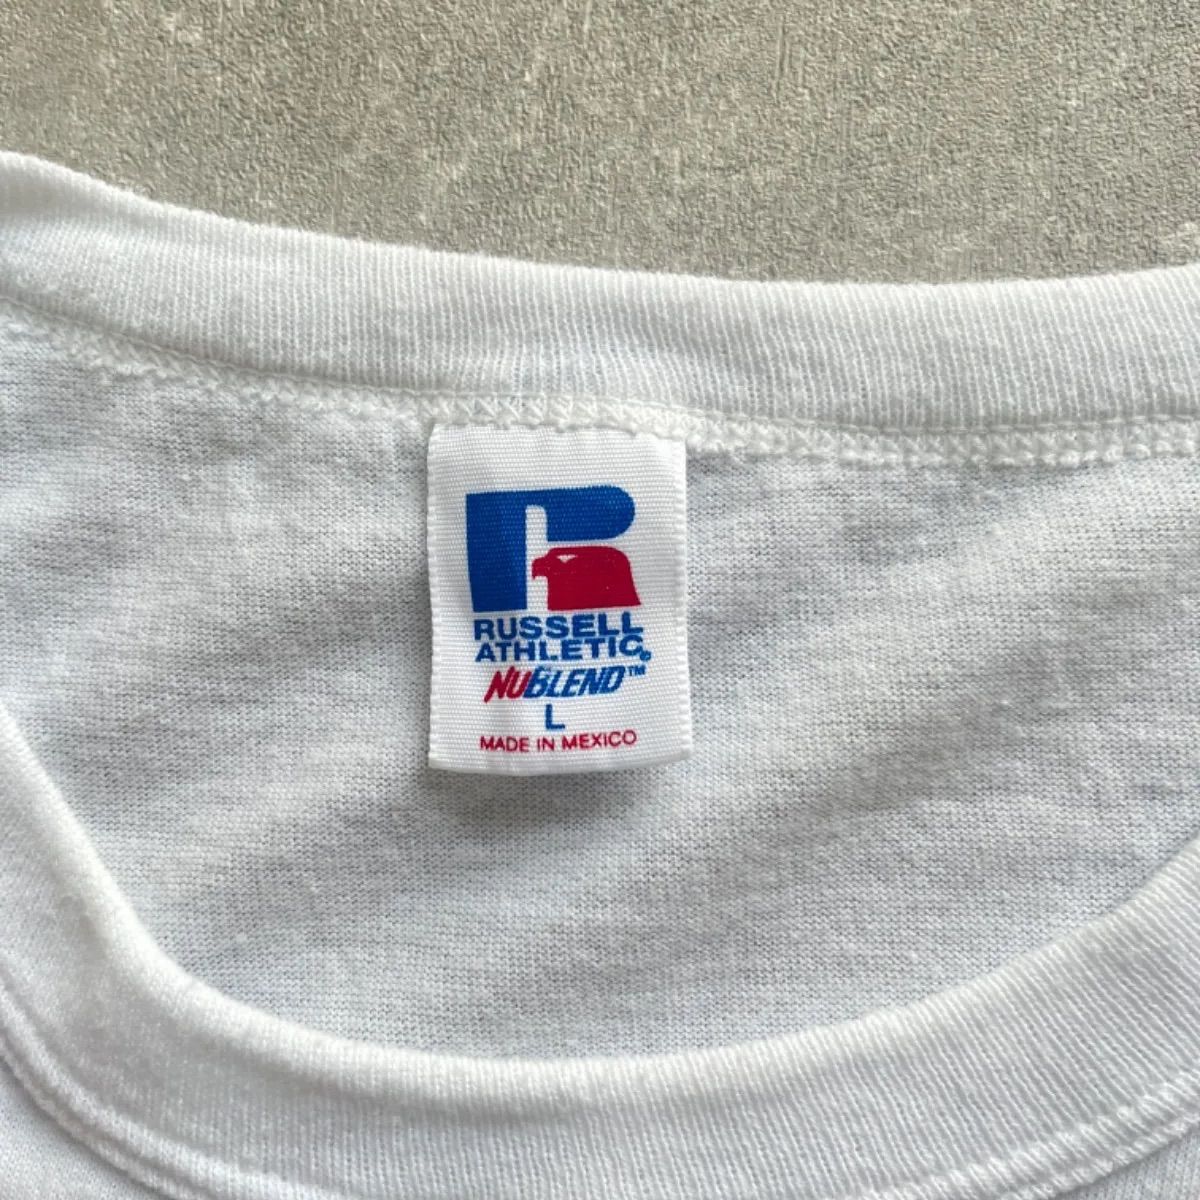 RUSSELL
ATHLETIC®
NUBLEND™
L
MADE IN MEXICO